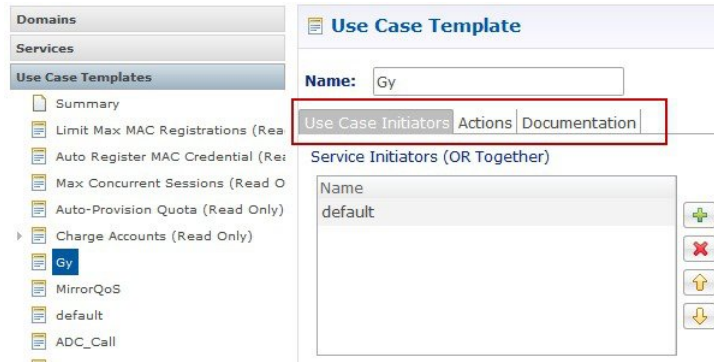 Domains
Services
Use Case Templates
Summary
Limit Max MAC Registrations (Rea
Auto Register MAC Credential (Rea
Max Concurrent Sessions (Read O
Auto-Provision Quota (Read Only)
Charge Accounts (Read Only)
Gy
MirrorQoS
default
ADC_Call
Use Case Template
Name: Gy
Use Case Initiators Actions Documentation
Service Initiators (OR Together)
Name
default